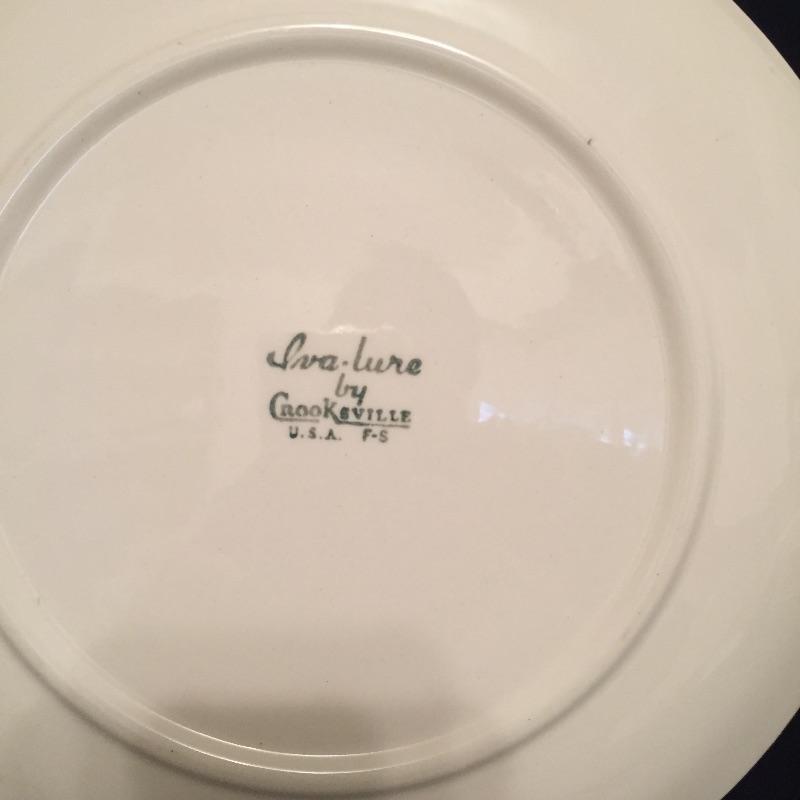 Iva-lure
by
CROOKSVILLE
U.S.A. F-S